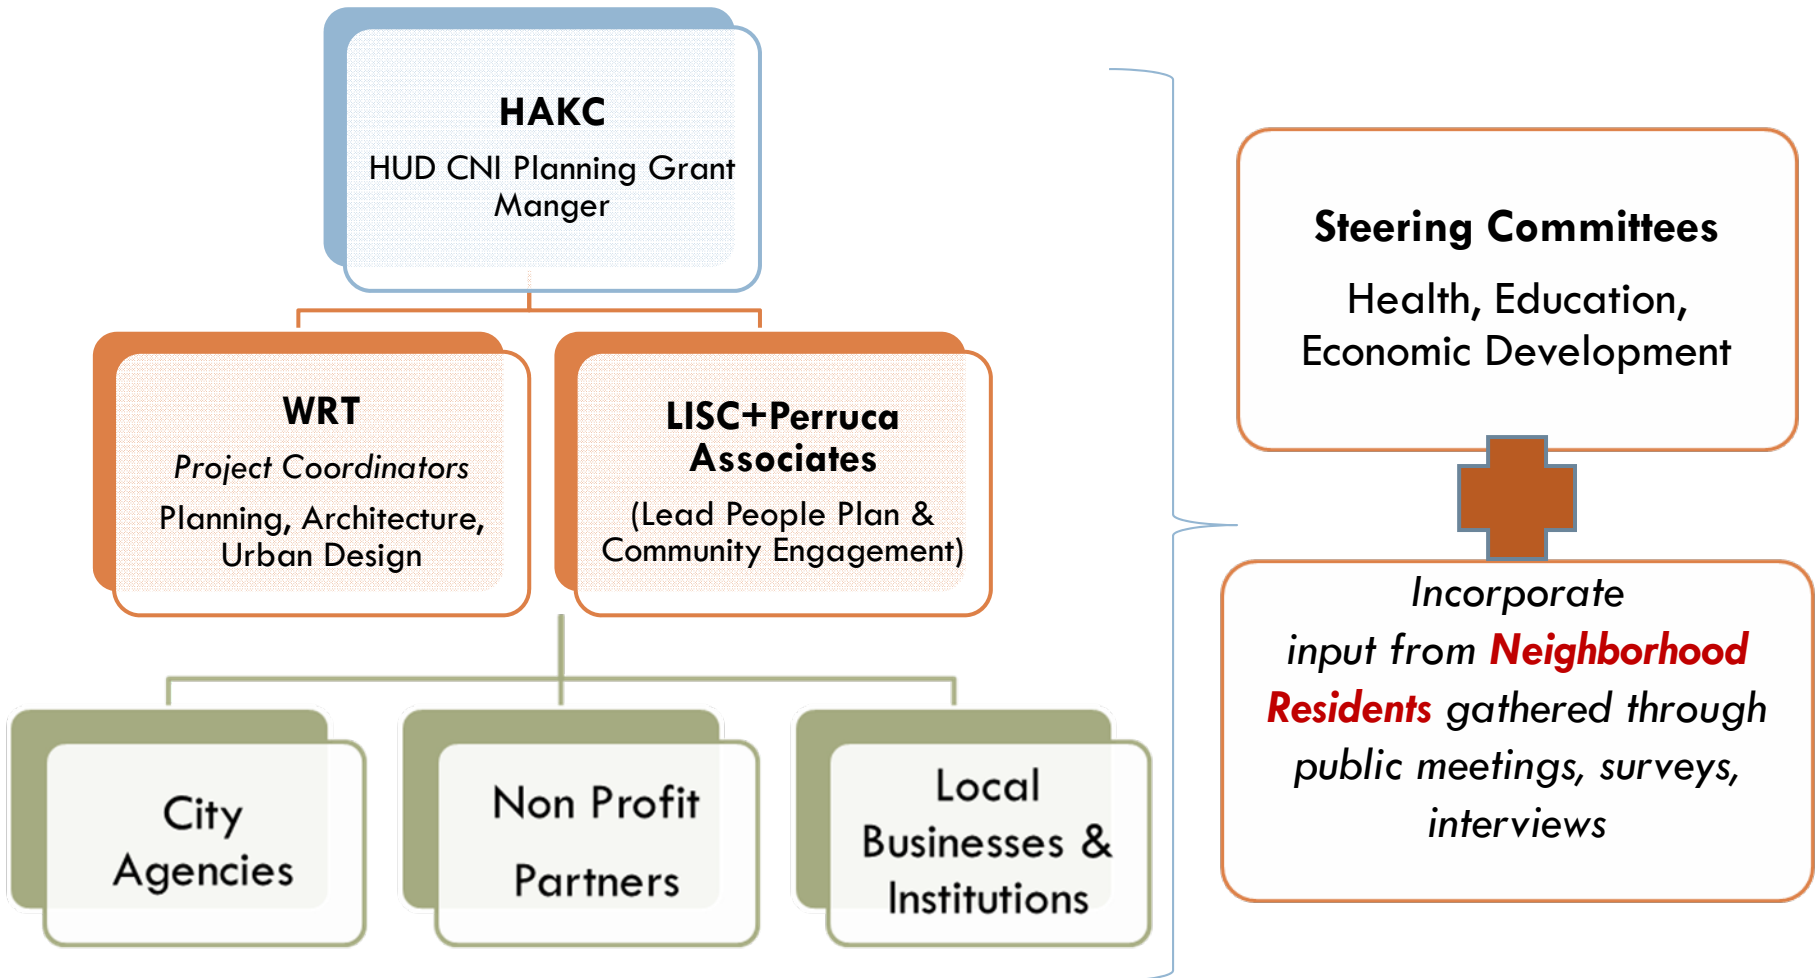 HAKC
HUD CNI Planning Grant
Manger
WRT
Project Coordinators
Planning, Architecture,
Urban Design
LISC+Perruca
Associates
(Lead People Plan &
Community Engagement)
City
Agencies
Non Profit
Partners
Local
Businesses &
Institutions
Steering Committees
Health, Education,
Economic Development
Incorporate
input from Neighborhood
Residents gathered through
public meetings, surveys,
interviews